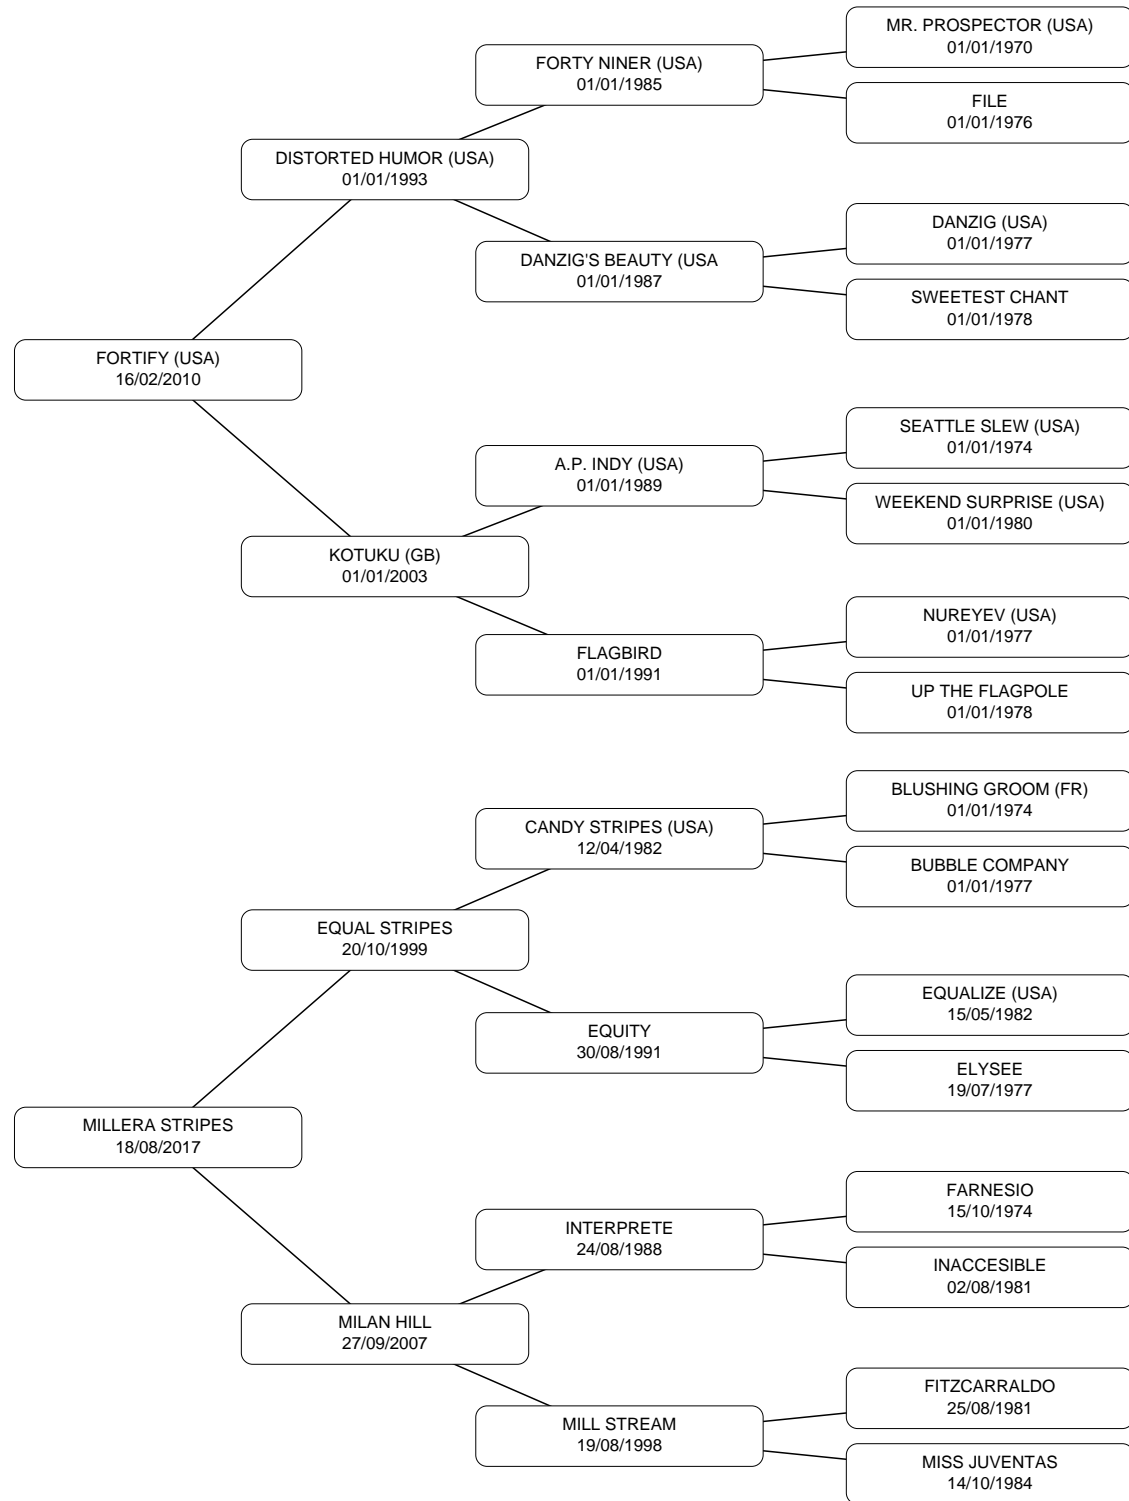 MR. PROSPECTOR (USA)
01/01/1970
FORTY NINER (USA)
01/01/1985
FILE
01/01/1976
DISTORTED HUMOR (USA)
01/01/1993
DANZIG (USA)
01/01/1977
DANZIG'S BEAUTY (USA
01/01/1987
SWEETEST CHANT
01/01/1978
FORTIFY (USA)
16/02/2010
SEATTLE SLEW (USA)
01/01/1974
A.P. INDY (USA)
01/01/1989
WEEKEND SURPRISE (USA)
01/01/1980
KOTUKU (GB)
01/01/2003
NUREYEV (USA)
01/01/1977
FLAGBIRD
01/01/1991
UP THE FLAGPOLE
01/01/1978
BLUSHING GROOM (FR)
01/01/1974
CANDY STRIPES (USA)
12/04/1982
BUBBLE COMPANY
01/01/1977
EQUAL STRIPES
20/10/1999
EQUALIZE (USA)
15/05/1982
EQUITY
30/08/1991
ELYSEE
19/07/1977
MILLERA STRIPES
18/08/2017
FARNESIO
15/10/1974
INTERPRETE
24/08/1988
INACCESIBLE
02/08/1981
MILAN HILL
27/09/2007
FITZCARRALDO
25/08/1981
MILL STREAM
19/08/1998
MISS JUVENTAS
14/10/1984